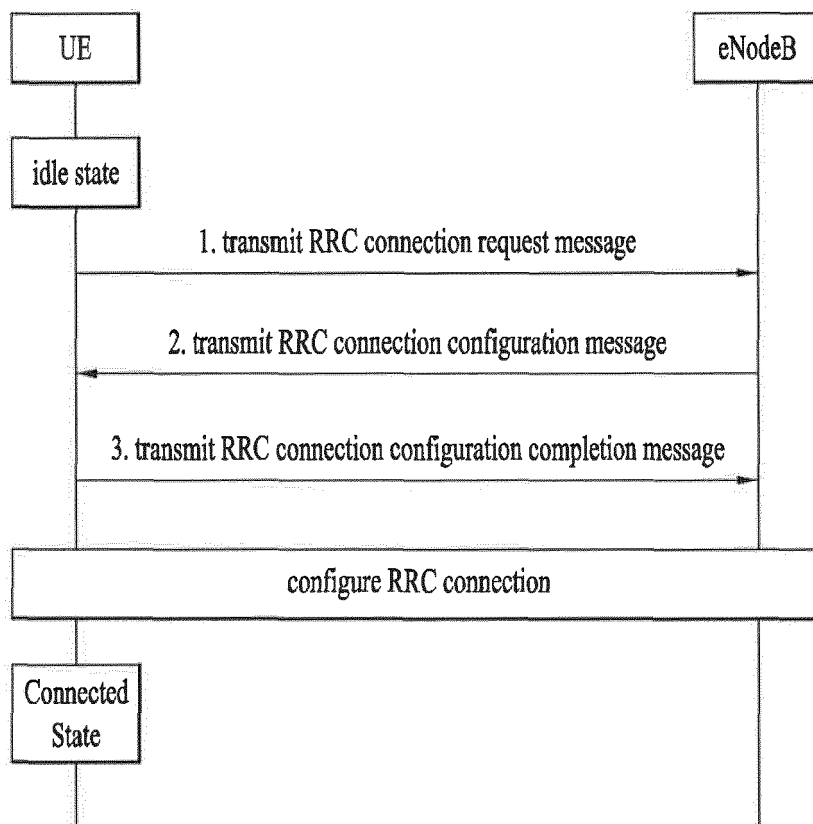 UE
eNodeB
idle state
1. transmit RRC connection request message
2. transmit RRC connection configuration message
3. transmit RRC connection configuration completion message
configure RRC connection
Connected
State